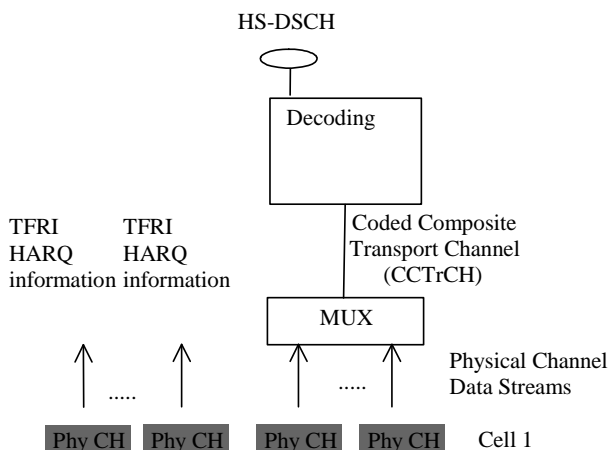 HS-DSCH
Decoding
TFRI
HARQ
information
TFRI
HARQ
information
Coded Composite
Transport Channel
(CCTrCH)
MUX
Physical Channel
Data Streams
.....
.....
Phy CH
Phy CH
Phy CH
Phy CH
Cell 1